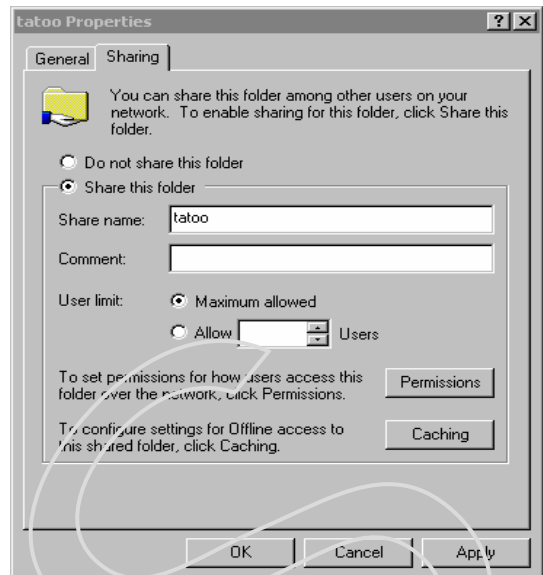 tatoo Properties
General Sharing
You can share this folder among other users on your
network. To enable sharing for this folder, click Share this
folder.
Do not share this folder
Share this folder
Share name: tatoo
Comment:
User limit: Maximum allowed
Allow Users
To set permissions for how users access this
folder over the network, click Permissions.
Permissions
To configure settings for Offline access to
this shared folder, click Caching.
Caching
OK Cancel Apply